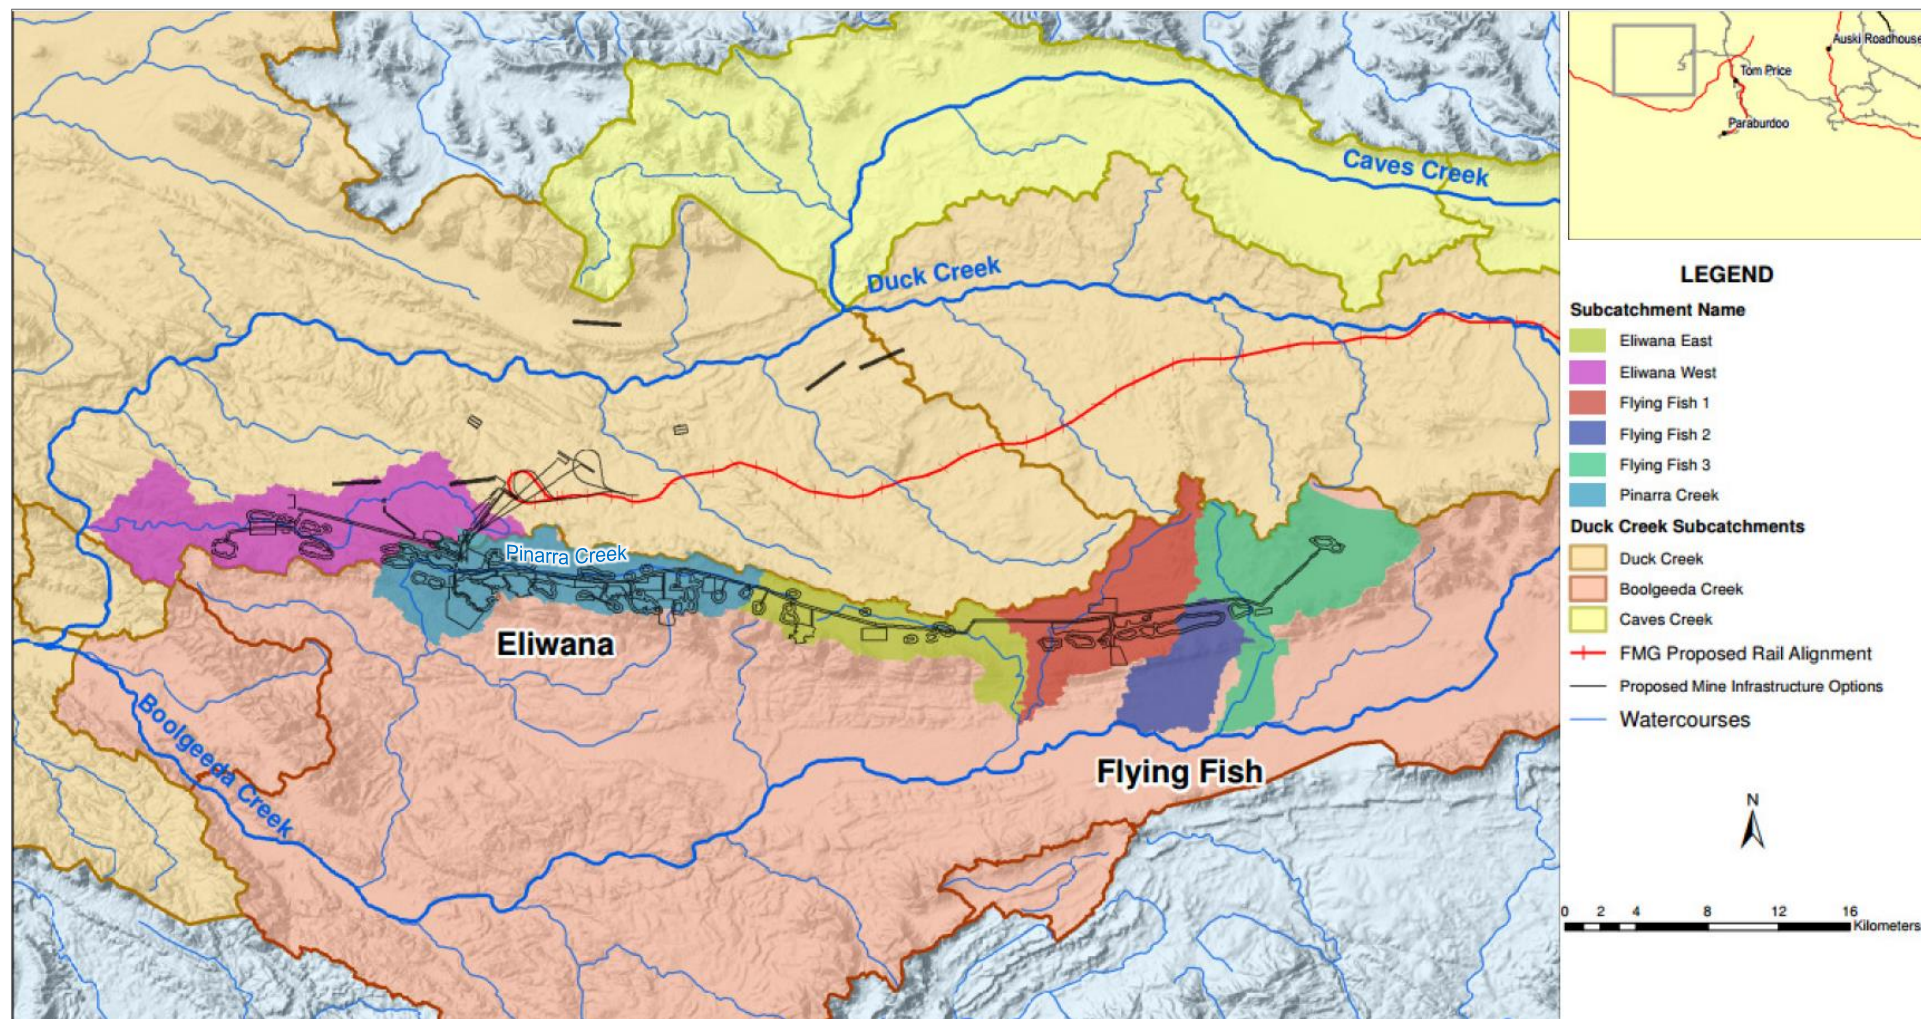 Caves Creek
Duck Creek
Pinarra Creek
Eliwana
Boolgeeda Creek
Flying Fish
Auski Roadhouse
Tom Price
Paraburdoo
LEGEND
Subcatchment Name
Eliwana East
Eliwana West
Flying Fish 1
Flying Fish 2
Flying Fish 3
Pinarra Creek
Duck Creek Subcatchments
Duck Creek
Boolgeeda Creek
Caves Creek
FMG Proposed Rail Alignment
Proposed Mine Infrastructure Options
Watercourses
N
0 2 4 8 12 16
Kilometers